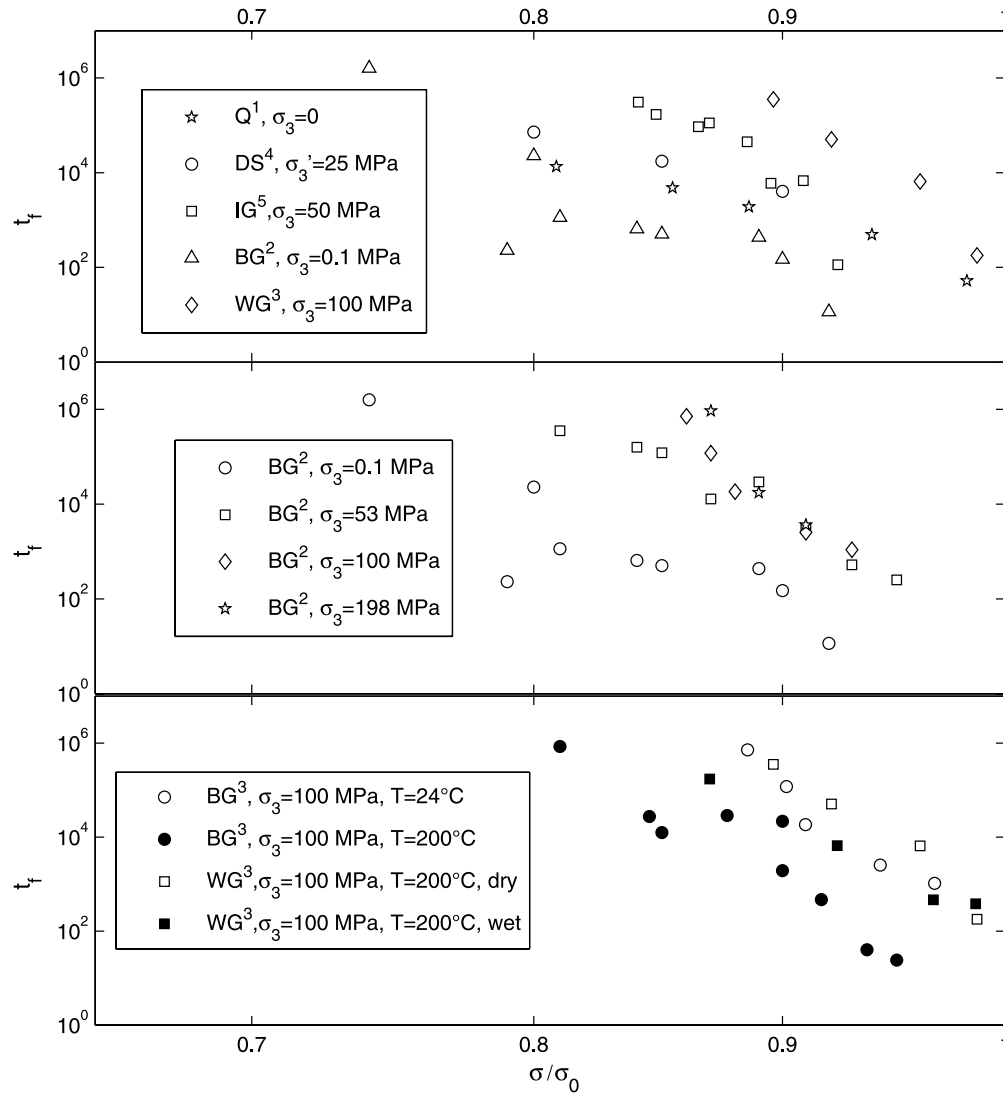 0.7 0.8 0.9
10^6
10^4
10^2
10^0
t_f
Q^1, σ_3=0
DS^4, σ_3'=25 MPa
IG^5,σ_3=50 MPa
BG^2, σ_3=0.1 MPa
WG^3, σ_3=100 MPa
10^6
10^4
10^2
10^0
t_f
BG^2, σ_3=0.1 MPa
BG^2, σ_3=53 MPa
BG^2, σ_3=100 MPa
BG^2, σ_3=198 MPa
10^6
10^4
10^2
10^0
t_f
BG^3, σ_3=100 MPa, T=24°C
BG^3, σ_3=100 MPa, T=200°C
WG^3,σ_3=100 MPa, T=200°C, dry
WG^3,σ_3=100 MPa, T=200°C, wet
0.7 0.8 0.9
σ/σ_0